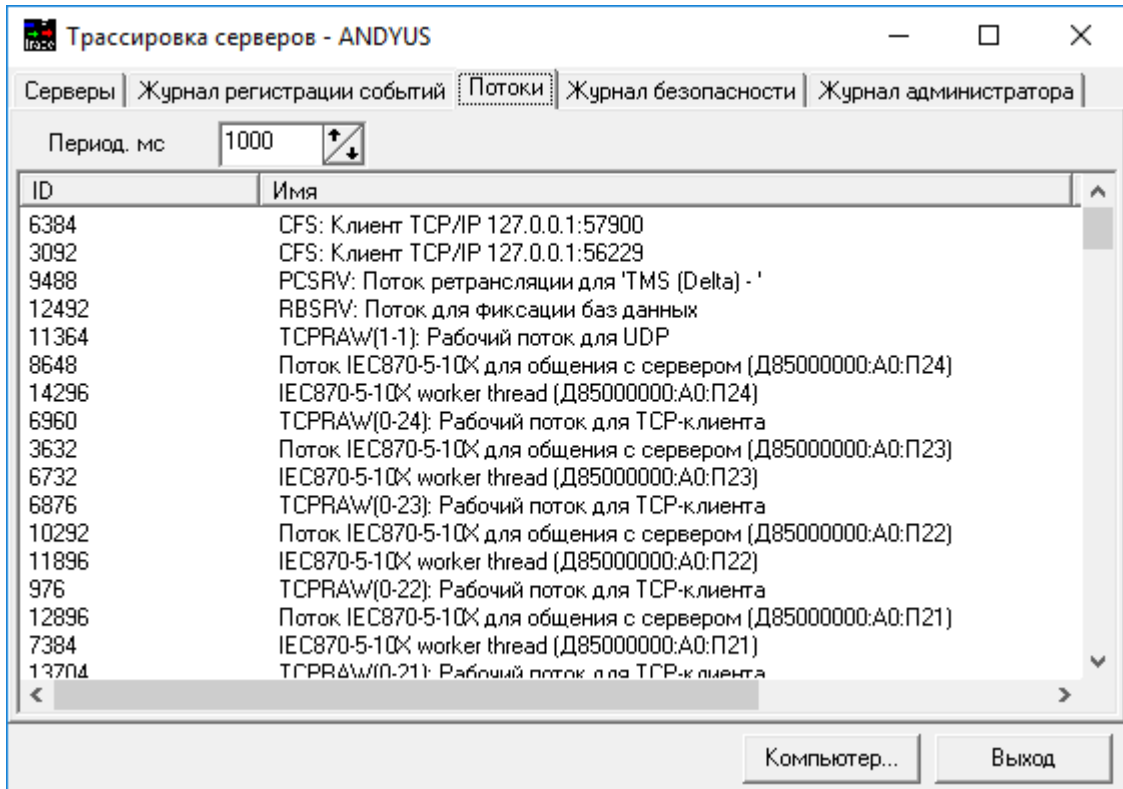 Trace Трассировка серверов - ANDYUS
Серверы Журнал регистрации событий Потоки Журнал безопасности Журнал администратора
Период. мс 1000
ID Имя
6384 CFS: Клиент TCP/IP 127.0.0.1:57900
3092 CFS: Клиент TCP/IP 127.0.0.1:56229
9488 PCSRV: Поток ретрансляции для 'TMS (Delta) - '
12492 RBSRV: Поток для фиксации баз данных
11364 TCPRAW(1-1): Рабочий поток для UDP
8648 Поток IEC870-5-10X для общения с сервером (Д85000000:А0:П24)
14296 IEC870-5-10X worker thread (Д85000000:А0:П24)
6960 TCPRAW(0-24): Рабочий поток для TCP-клиента
3632 Поток IEC870-5-10X для общения с сервером (Д85000000:А0:П23)
6732 IEC870-5-10X worker thread (Д85000000:А0:П23)
6876 TCPRAW(0-23): Рабочий поток для TCP-клиента
10292 Поток IEC870-5-10X для общения с сервером (Д85000000:А0:П22)
11896 IEC870-5-10X worker thread (Д85000000:А0:П22)
976 TCPRAW(0-22): Рабочий поток для TCP-клиента
12896 Поток IEC870-5-10X для общения с сервером (Д85000000:А0:П21)
7384 IEC870-5-10X worker thread (Д85000000:А0:П21)
13704 TCPRAW(0-21): Рабочий поток для TCP-клиента
Компьютер... Выход